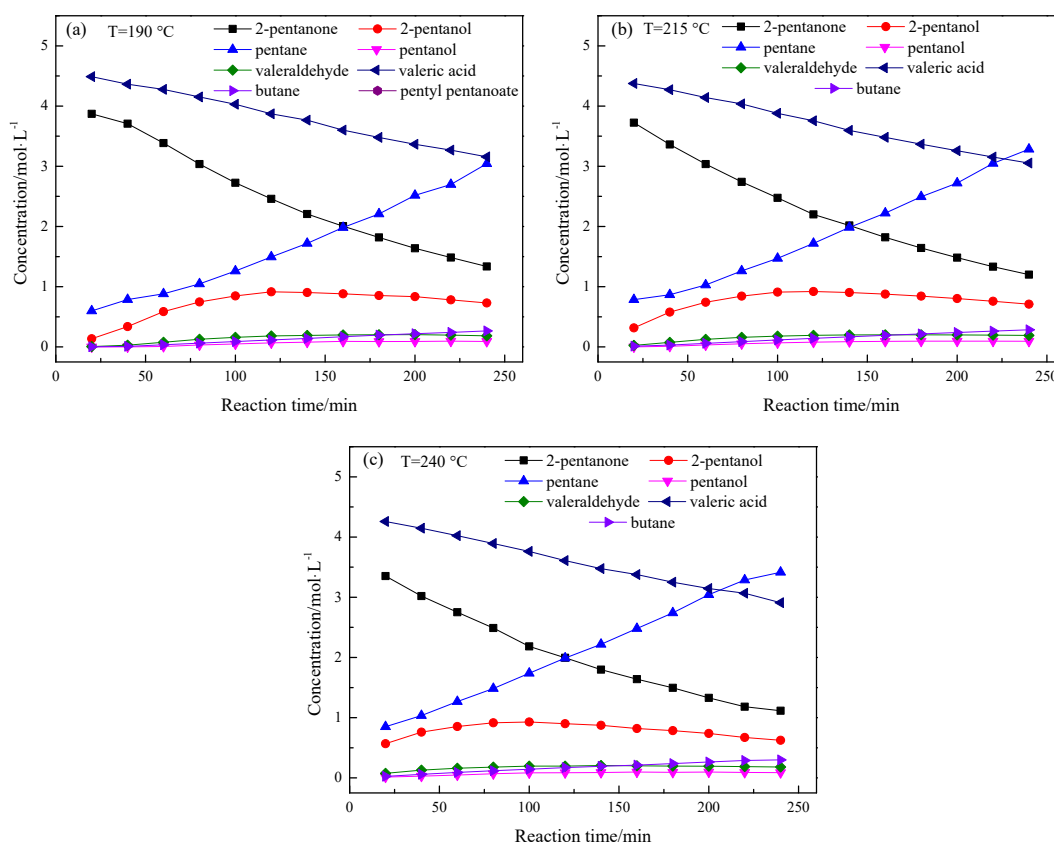 (a) T=190 °C
2-pentanone 2-pentanol
pentane pentanol
valeraldehyde valeric acid
butane pentyl pentanoate
Concentration/mol·L⁻¹
5
4
3
2
1
0
0 50 100 150 200 250
Reaction time/min
(b) T=215 °C
2-pentanone 2-pentanol
pentane pentanol
valeraldehyde valeric acid
butane
Concentration/mol·L⁻¹
5
4
3
2
1
0
0 50 100 150 200 250
Reaction time/min
(c) T=240 °C
2-pentanone 2-pentanol
pentane pentanol
valeraldehyde valeric acid
butane
Concentration/mol·L⁻¹
5
4
3
2
1
0
0 50 100 150 200 250
Reaction time/min